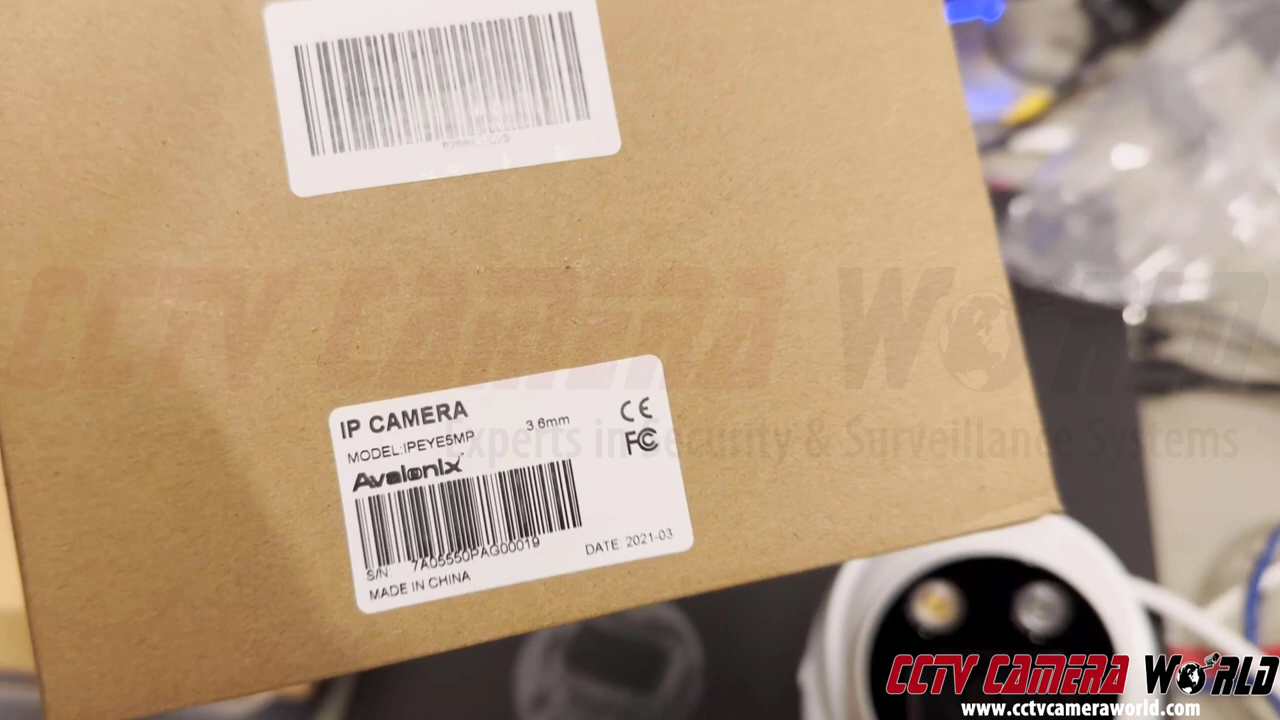 IP CAMERA
MODEL:IPEYE5MP 3.6mm
CE
FC
Avalonix
S/N 7A05550PAG00019
DATE: 2021-03
MADE IN CHINA
CCTV CAMERA WORLD
Experts in Security & Surveillance Systems
CCTV CAMERA WORLD
www.cctvcameraworld.com